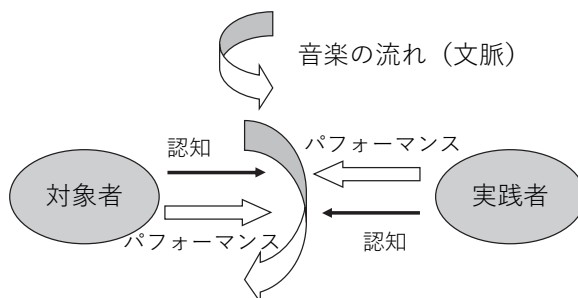 音楽の流れ（文脈）
パフォーマンス
認知
対象者
実践者
パフォーマンス
認知